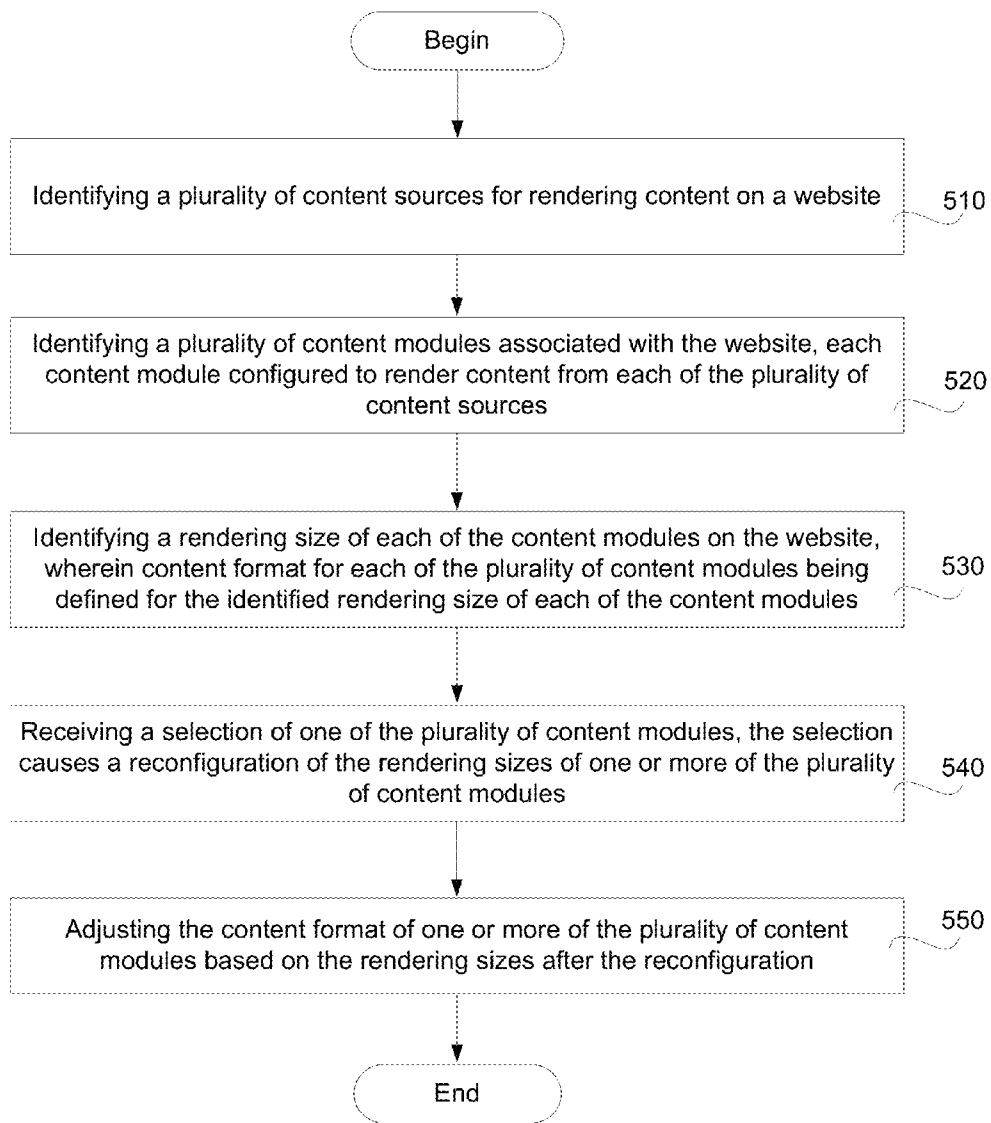 Begin
Identifying a plurality of content sources for rendering content on a website
510
Identifying a plurality of content modules associated with the website, each
content module configured to render content from each of the plurality of
content sources
520
Identifying a rendering size of each of the content modules on the website,
wherein content format for each of the plurality of content modules being
defined for the identified rendering size of each of the content modules
530
Receiving a selection of one of the plurality of content modules, the selection
causes a reconfiguration of the rendering sizes of one or more of the plurality
of content modules
540
Adjusting the content format of one or more of the plurality of content
modules based on the rendering sizes after the reconfiguration
550
End